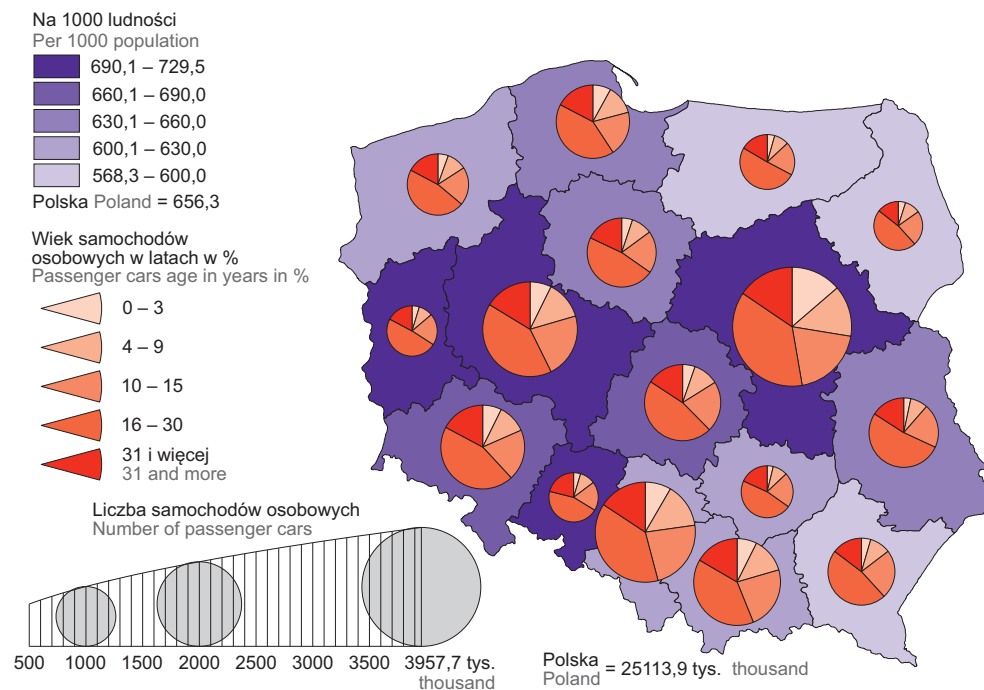 Na 1000 ludności
Per 1000 population
690,1 – 729,5
660,1 – 690,0
630,1 – 660,0
600,1 – 630,0
568,3 – 600,0
Polska Poland = 656,3
Wiek samochodów
osobowych w latach w %
Passenger cars age in years in %
0 – 3
4 – 9
10 – 15
16 – 30
31 i więcej
31 and more
Liczba samochodów osobowych
Number of passenger cars
500 1000 2000 2500 3000 3500 3957,7 tys.
thousand
Polska
Poland = 25113,9 tys. thousand